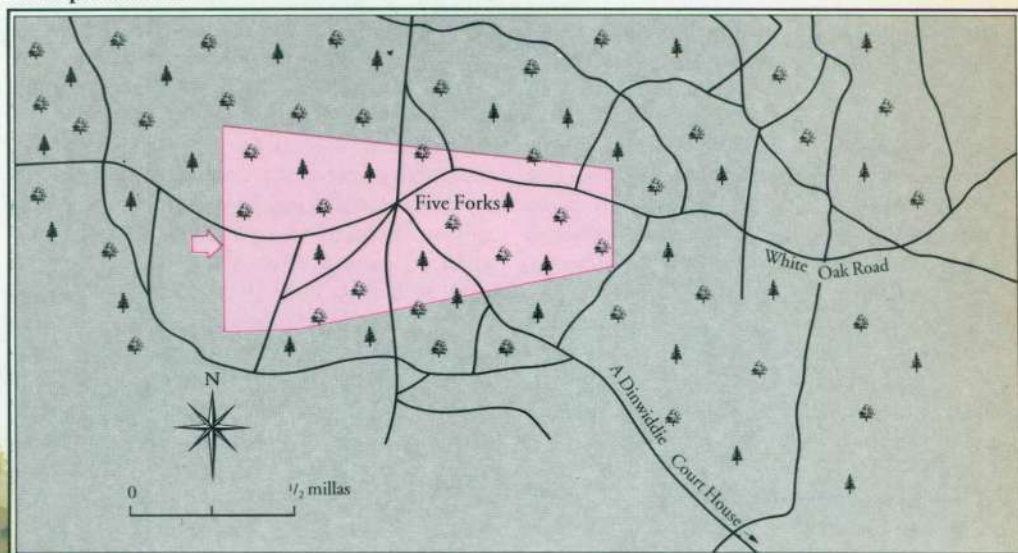 Five Forks
White Oak Road
N
A Dinwiddie Court House
0 1/2 millas